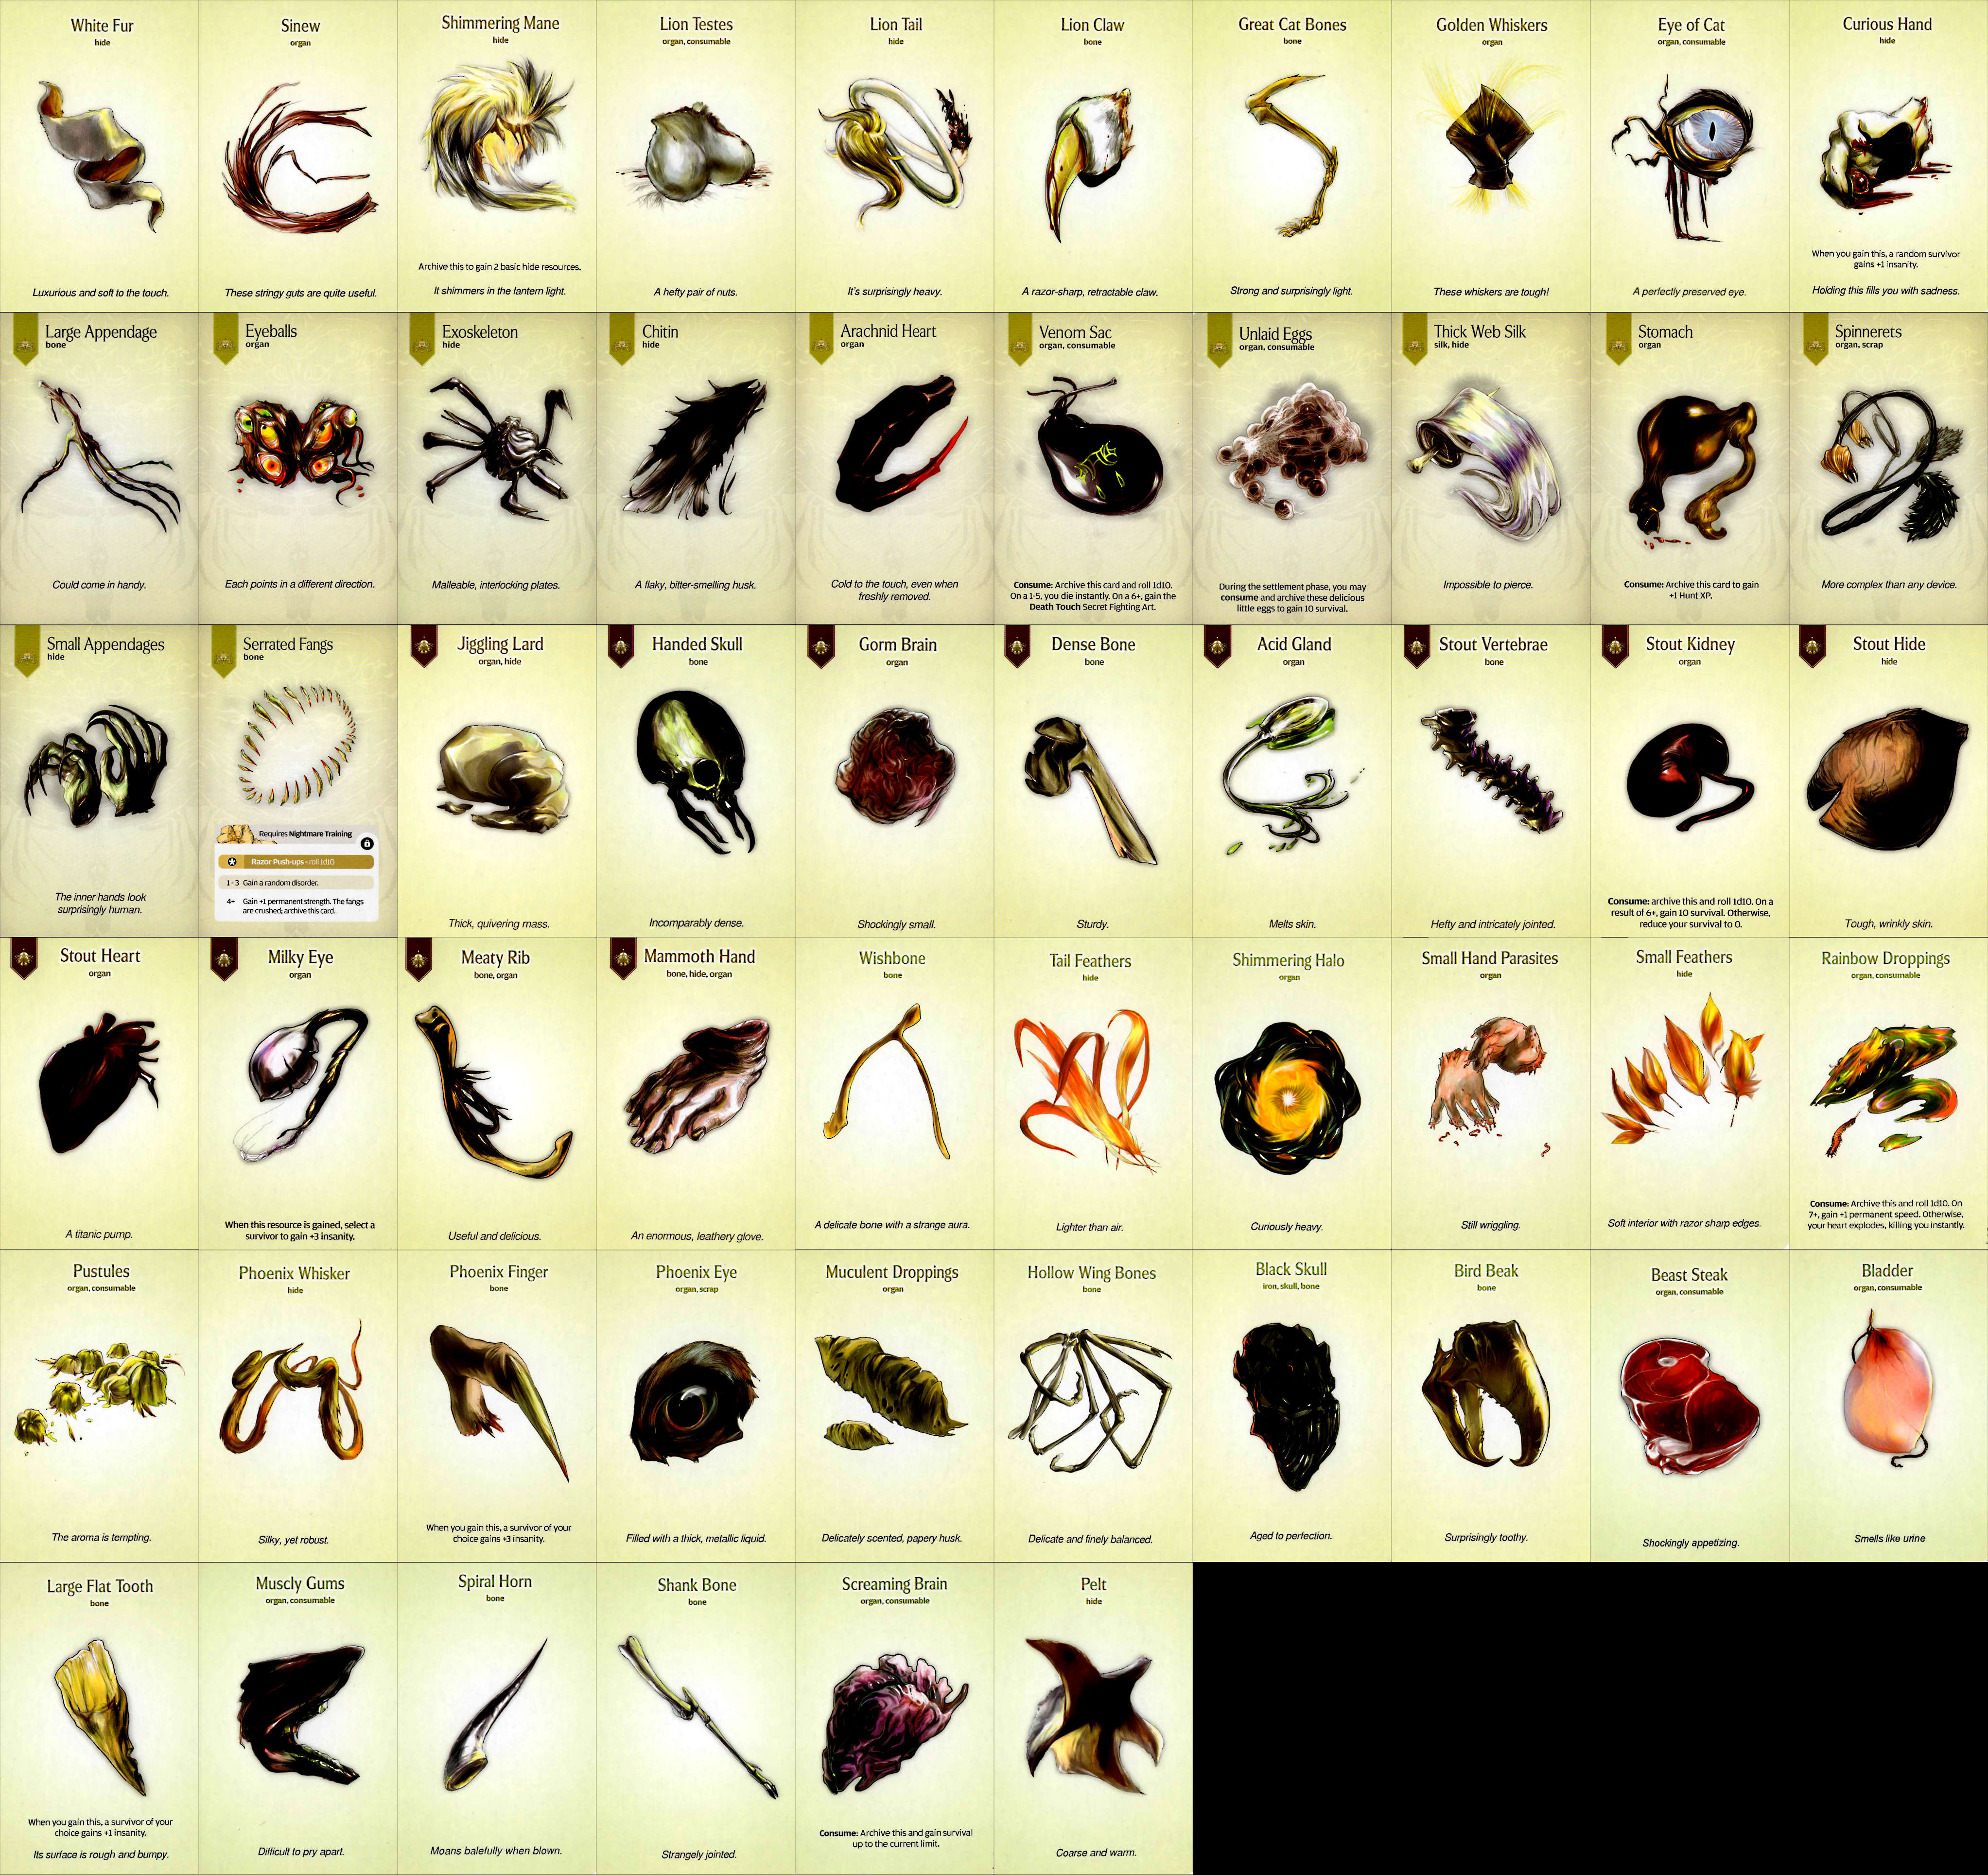 White Fur
hide
Luxurious and soft to the touch.
Sinew
organ
These stringy guts are quite useful.
Shimmering Mane
hide
Archive this to gain 2 basic hide resources.
It shimmers in the lantern light.
Lion Testes
organ, consumable
A hefty pair of nuts.
Lion Tail
hide
It's surprisingly heavy.
Lion Claw
bone
A razor-sharp, retractable claw.
Great Cat Bones
bone
Strong and surprisingly light.
Golden Whiskers
organ
These whiskers are tough!
Eye of Cat
organ, consumable
A perfectly preserved eye.
Curious Hand
hide
When you gain this, a random survivor
gains +1 insanity.
Holding this fills you with sadness.
Large Appendage
bone
Could come in handy.
Eyeballs
organ
Each points in a different direction.
Exoskeleton
hide
Malleable, interlocking plates.
Chitin
hide
A flaky, bitter-smelling husk.
Arachnid Heart
organ
Cold to the touch, even when
freshly removed.
Venom Sac
organ, consumable
Consume: Archive this card and roll 1d10.
On a 1-5, you die instantly. On a 6+, gain the
Death Touch Secret Fighting Art.
Unlaid Eggs
organ, consumable
During the settlement phase, you may
consume and archive these delicious
little eggs to gain 10 survival.
Thick Web Silk
silk, hide
Impossible to pierce.
Stomach
organ
Consume: Archive this card to gain
+1 Hunt XP.
Spinnerets
organ, scrap
More complex than any device.
Small Appendages
hide
The inner hands look
surprisingly human.
Serrated Fangs
bone
Requires Nightmare Training
Razor Push-ups - roll 1d10
1 - 3 Gain a random disorder.
4+ Gain +1 permanent strength. The fangs
are crushed; archive this card.
Jiggling Lard
organ, hide
Thick, quivering mass.
Handed Skull
bone
Incomparably dense.
Gorm Brain
organ
Shockingly small.
Dense Bone
bone
Sturdy.
Acid Gland
organ
Melts skin.
Stout Vertebrae
bone
Hefty and intricately jointed.
Stout Kidney
organ
Consume: archive this and roll 1d10. On a
result of 6+, gain 10 survival. Otherwise,
reduce your survival to 0.
Stout Hide
hide
Tough, wrinkly skin.
Stout Heart
organ
A titanic pump.
Milky Eye
organ
When this resource is gained, select a
survivor to gain +3 insanity.
Meaty Rib
bone, organ
Useful and delicious.
Mammoth Hand
bone, hide, organ
An enormous, leathery glove.
Wishbone
bone
A delicate bone with a strange aura.
Tail Feathers
hide
Lighter than air.
Shimmering Halo
organ
Curiously heavy.
Small Hand Parasites
organ
Still wriggling.
Small Feathers
hide
Soft interior with razor sharp edges.
Rainbow Droppings
organ, consumable
Consume: Archive this and roll 1d10. On
7+, gain +1 permanent speed. Otherwise,
your heart explodes, killing you instantly.
Pustules
organ, consumable
The aroma is tempting.
Phoenix Whisker
hide
Silky, yet robust.
Phoenix Finger
bone
When you gain this, a survivor of your
choice gains +3 insanity.
Phoenix Eye
organ, scrap
Filled with a thick, metallic liquid.
Muculent Droppings
organ
Delicately scented, papery husk.
Hollow Wing Bones
bone
Delicate and finely balanced.
Black Skull
iron, skull, bone
Aged to perfection.
Bird Beak
bone
Surprisingly toothy.
Beast Steak
organ, consumable
Shockingly appetizing.
Bladder
organ, consumable
Smells like urine
Large Flat Tooth
bone
When you gain this, a survivor of your
choice gains +1 insanity.
Its surface is rough and bumpy.
Muscly Gums
organ, consumable
Difficult to pry apart.
Spiral Horn
bone
Moans balefully when blown.
Shank Bone
bone
Strangely jointed.
Screaming Brain
organ, consumable
Consume: Archive this and gain survival
up to the current limit.
Pelt
hide
Coarse and warm.